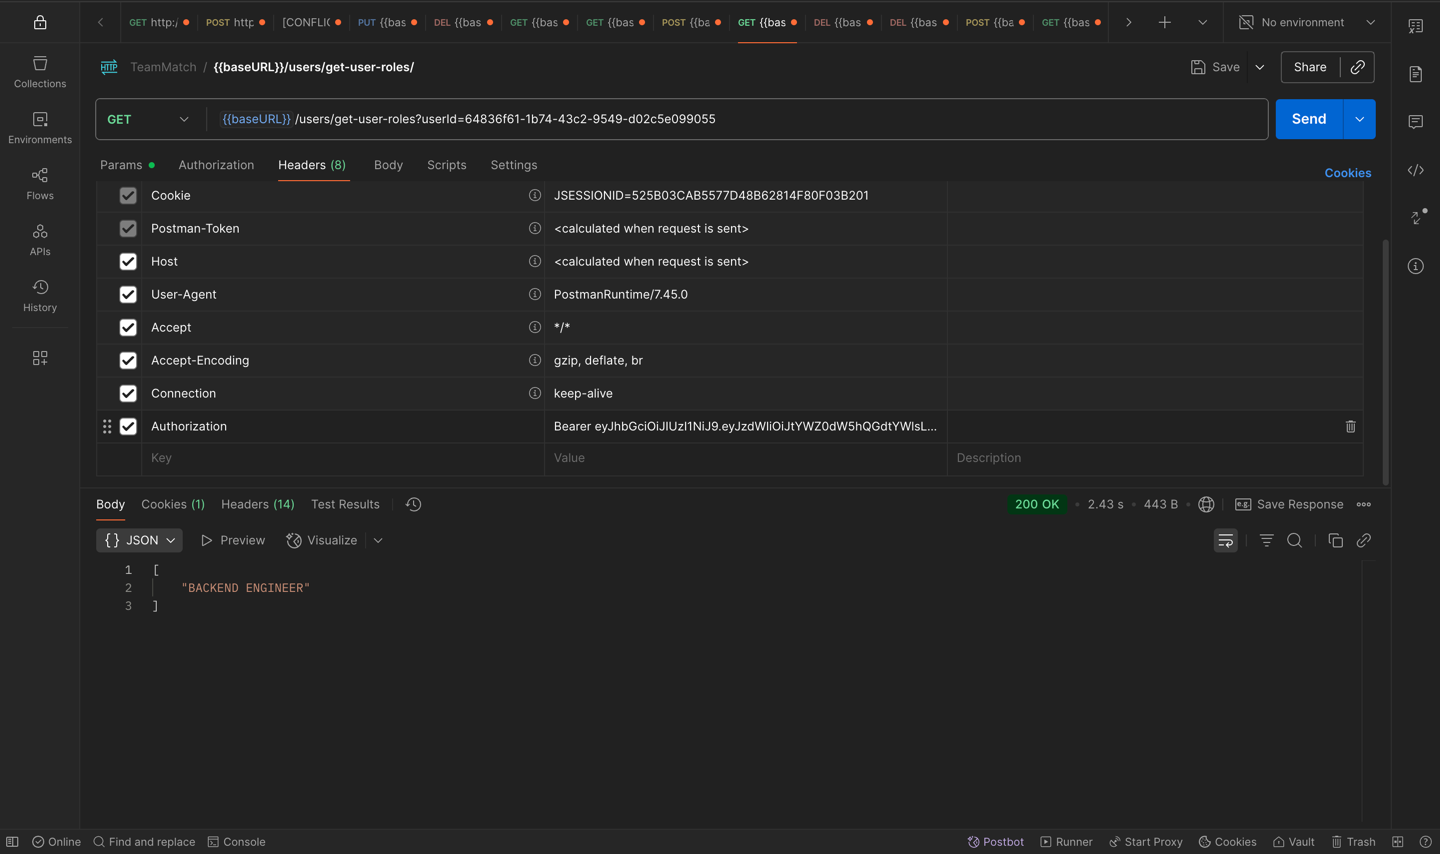 GET http:/ POST http [CONFLIC PUT {{bas DEL {{bas GET {{bas GET {{bas POST {{ba GET {{bas DEL {{bas DEL {{bas POST {{ba GET {{bas No environment
HTTP TeamMatch / {{baseURL}}/users/get-user-roles/ Save Share
Collections
GET {{baseURL}} /users/get-user-roles?userId=64836f61-1b74-43c2-9549-d02c5e099055 Send
Environments
Params Authorization Headers (8) Body Scripts Settings Cookies
Flows
Cookie JSESSIONID=525B03CAB5577D48B62814F80F03B201
Postman-Token <calculated when request is sent>
APIs
Host <calculated when request is sent>
User-Agent PostmanRuntime/7.45.0
History
Accept */*
Accept-Encoding gzip, deflate, br
Connection keep-alive
Authorization Bearer eyJhbGciOiJIUzI1NiJ9.eyJzdWIiOiJtYWZ0dW5hQGdtYWlsL...
Key Value Description
Body Cookies (1) Headers (14) Test Results 200 OK 2.43 s 443 B e.g. Save Response
{ } JSON Preview Visualize
1 [
2 "BACKEND ENGINEER"
3 ]
Online Find and replace Console Postbot Runner Start Proxy Cookies Vault Trash